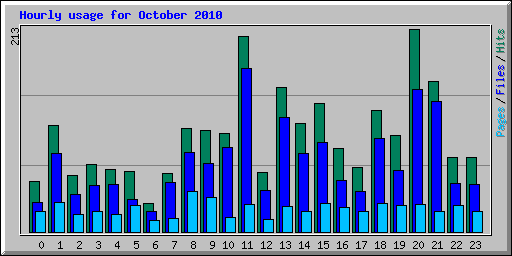 Hourly usage for October 2010
213
Pages / Files / Hits
0 1 2 3 4 5 6 7 8 9 10 11 12 13 14 15 16 17 18 19 20 21 22 23